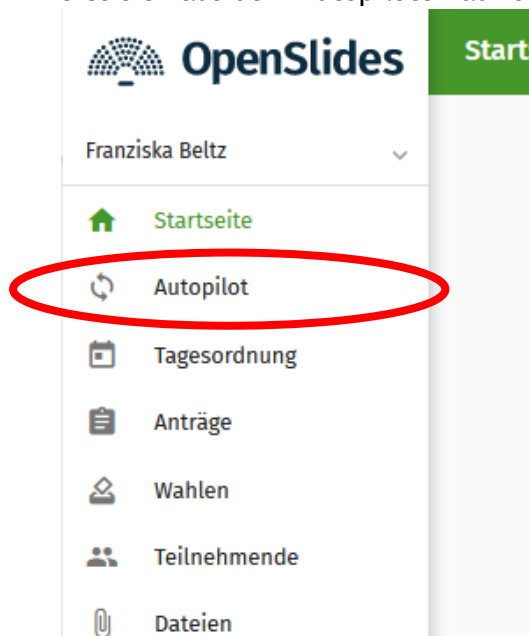 OpenSlides
Start
Franziska Beltz
Startseite
Autopilot
Tagesordnung
Anträge
Wahlen
Teilnehmende
Dateien